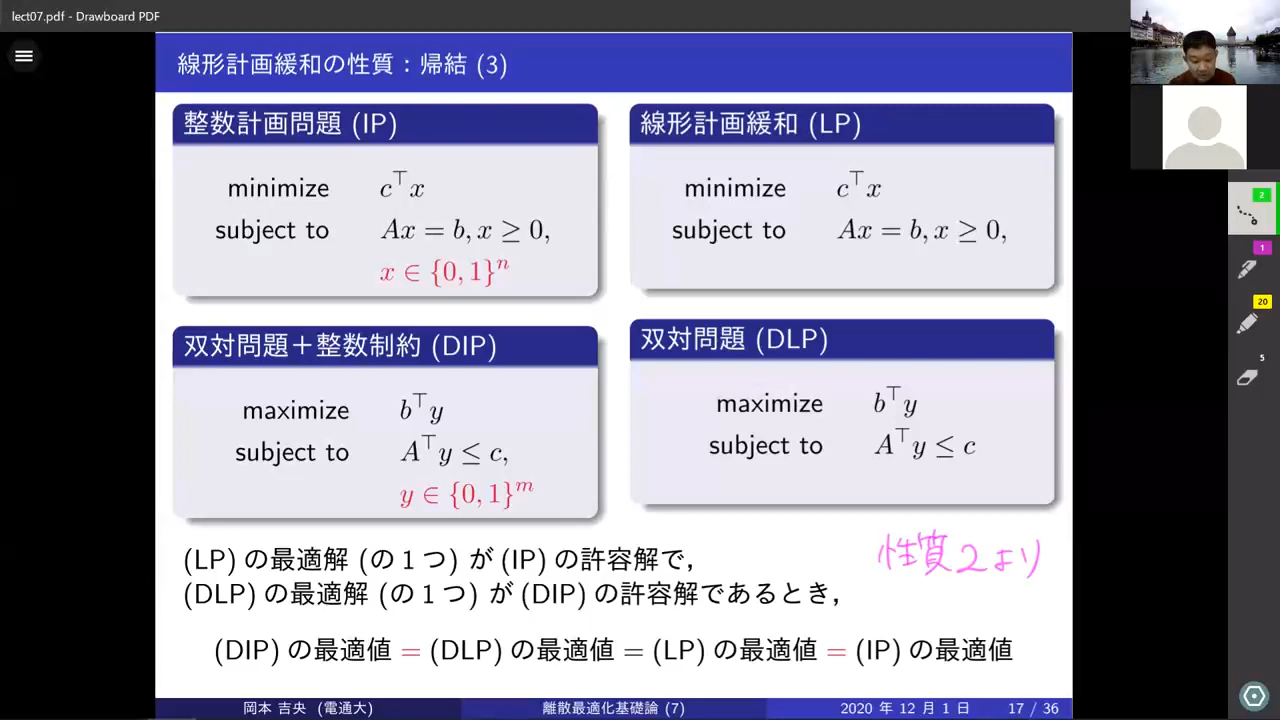 lect07.pdf - Drawboard PDF
線形計画緩和の性質：帰結 (3)
整数計画問題 (IP)
minimize c⊤x
subject to Ax = b, x ≥ 0,
x ∈ {0, 1}ⁿ
線形計画緩和 (LP)
minimize c⊤x
subject to Ax = b, x ≥ 0,
双対問題＋整数制約 (DIP)
maximize b⊤y
subject to A⊤y ≤ c,
y ∈ {0, 1}ᵐ
双対問題 (DLP)
maximize b⊤y
subject to A⊤y ≤ c
性質2より
(LP) の最適解 (の１つ) が (IP) の許容解で，
(DLP) の最適解 (の１つ) が (DIP) の許容解であるとき，
(DIP) の最適値 = (DLP) の最適値 = (LP) の最適値 = (IP) の最適値
岡本 吉央 (電通大) 離散最適化基礎論 (7) 2020 年 12 月 1 日 17 / 36
2
1
20
5